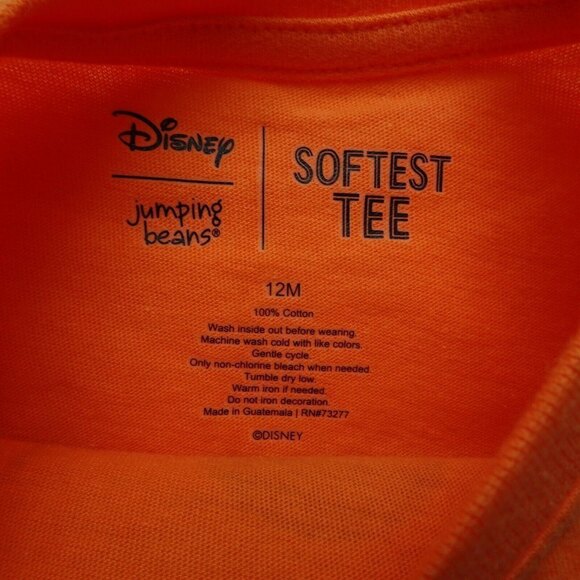 Disney
jumping
beans®
SOFTEST
TEE
12M
100% Cotton
Wash inside out before wearing.
Machine wash cold with like colors.
Gentle cycle.
Only non-chlorine bleach when needed.
Tumble dry low.
Warm iron if needed.
Do not iron decoration.
Made in Guatemala | RN#73277
©DISNEY